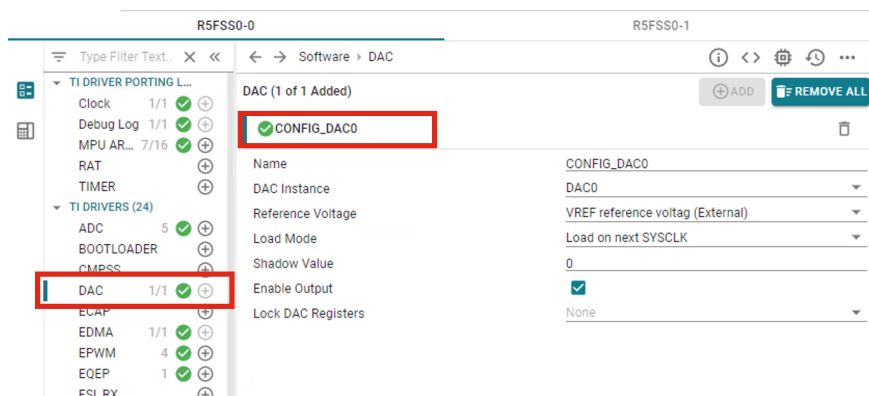 R5FSS0-0
R5FSS0-1
Type Filter Text..
Software
DAC
TI DRIVER PORTING L...
Clock 1/1
Debug Log 1/1
MPU AR... 7/16
RAT
TIMER
TI DRIVERS (24)
ADC 5
BOOTLOADER
CMPSS
DAC 1/1
ECAP
EDMA 1/1
EPWM 4
EQEP 1
FSI_RX
DAC (1 of 1 Added)
ADD
REMOVE ALL
CONFIG_DAC0
Name CONFIG_DAC0
DAC Instance DAC0
Reference Voltage VREF reference voltag (External)
Load Mode Load on next SYSCLK
Shadow Value 0
Enable Output
Lock DAC Registers None